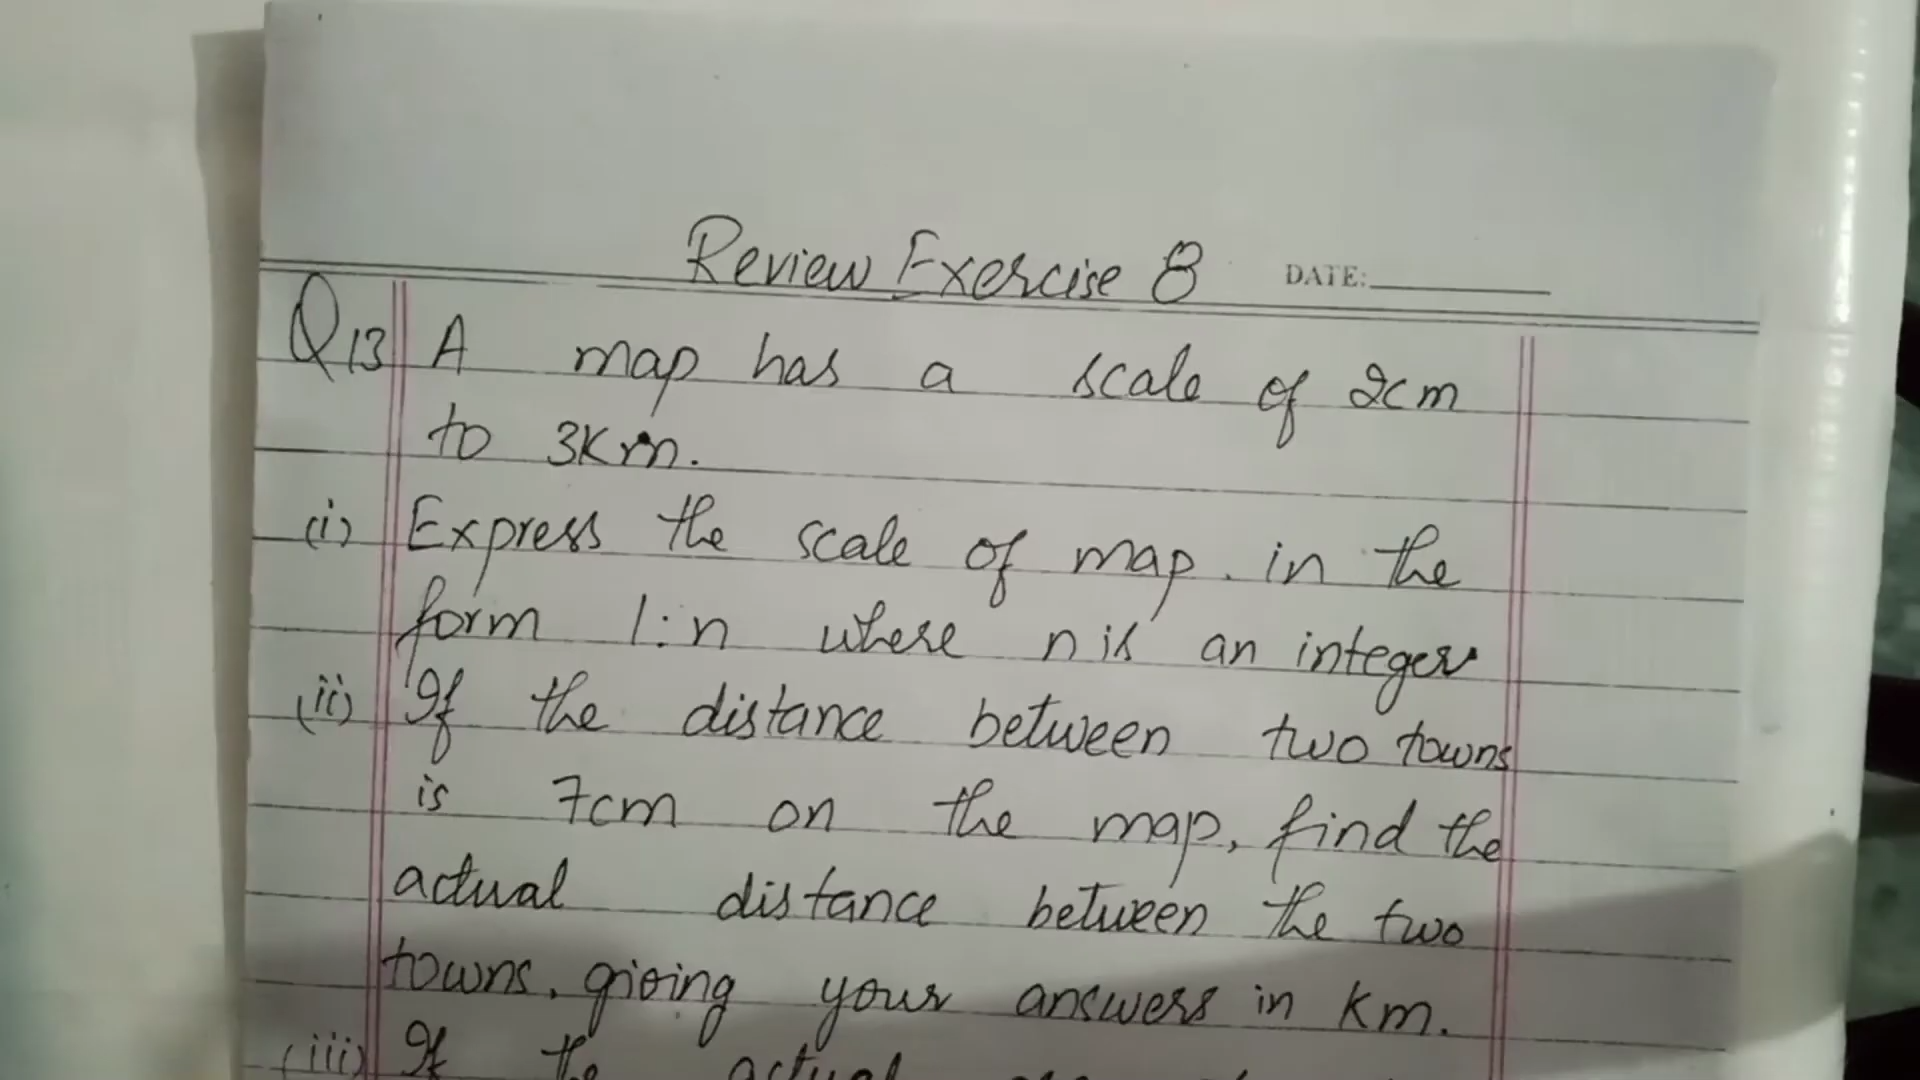 Review Exercise 8
DATE:
Q13 A map has a scale of 2cm
to 3Km.
(i) Express the scale of map. in the
form 1:n where n is an integer
(ii) If the distance between two towns
is 7cm on the map, find the
actual distance between the two
towns. giving your answers in km.
(iii) If the actual